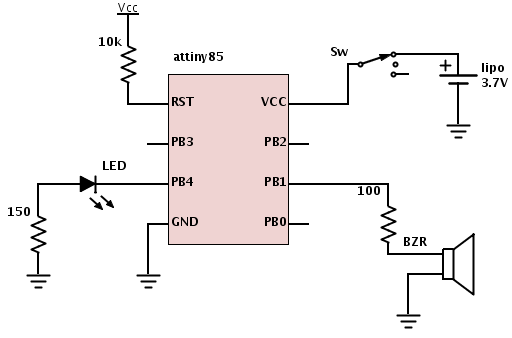 Vcc
10k
attiny85
Sw
+
lipo
3.7V
RST
VCC
PB3
PB2
LED
PB4
PB1
100
150
GND
PB0
BZR